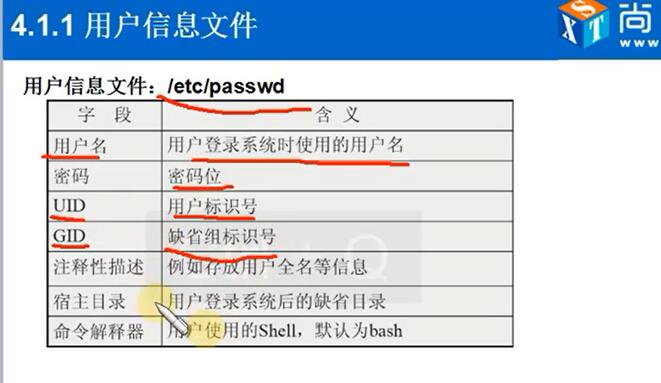 4.1.1 用户信息文件
XST 尚
www.
用户信息文件：/etc/passwd
字 段 含 义
用户名 用户登录系统时使用的用户名
密码 密码位
UID 用户标识号
GID 缺省组标识号
注释性描述 例如存放用户全名等信息
宿主目录 用户登录系统后的缺省目录
命令解释器 用户使用的Shell，默认为bash